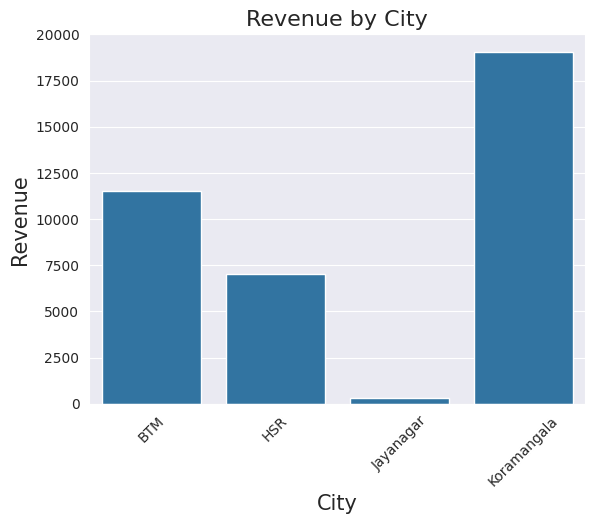 Revenue by City
Revenue
20000
17500
15000
12500
10000
7500
5000
2500
0
BTM
HSR
Jayanagar
Koramangala
City